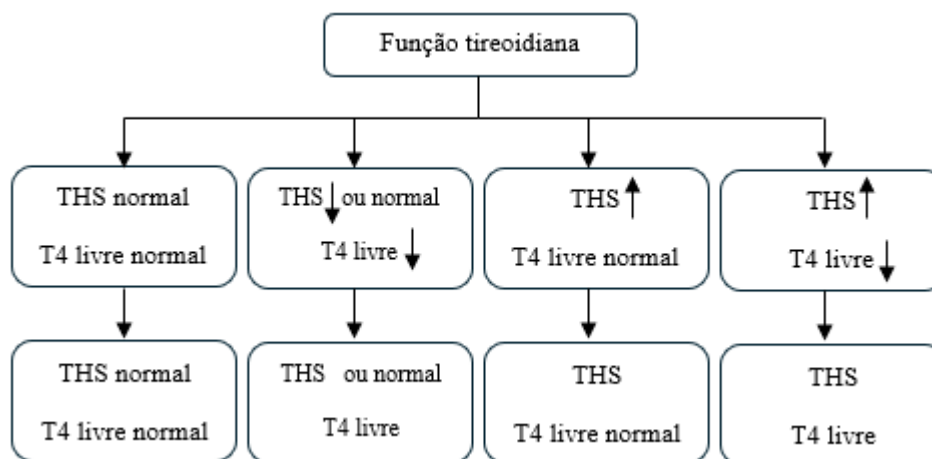 Função tireoidiana
THS normal
T4 livre normal
THS↓ou normal
T4 livre ↓
THS↑
T4 livre normal
THS↑
T4 livre↓
THS normal
T4 livre normal
THS ou normal
T4 livre
THS
T4 livre normal
THS
T4 livre